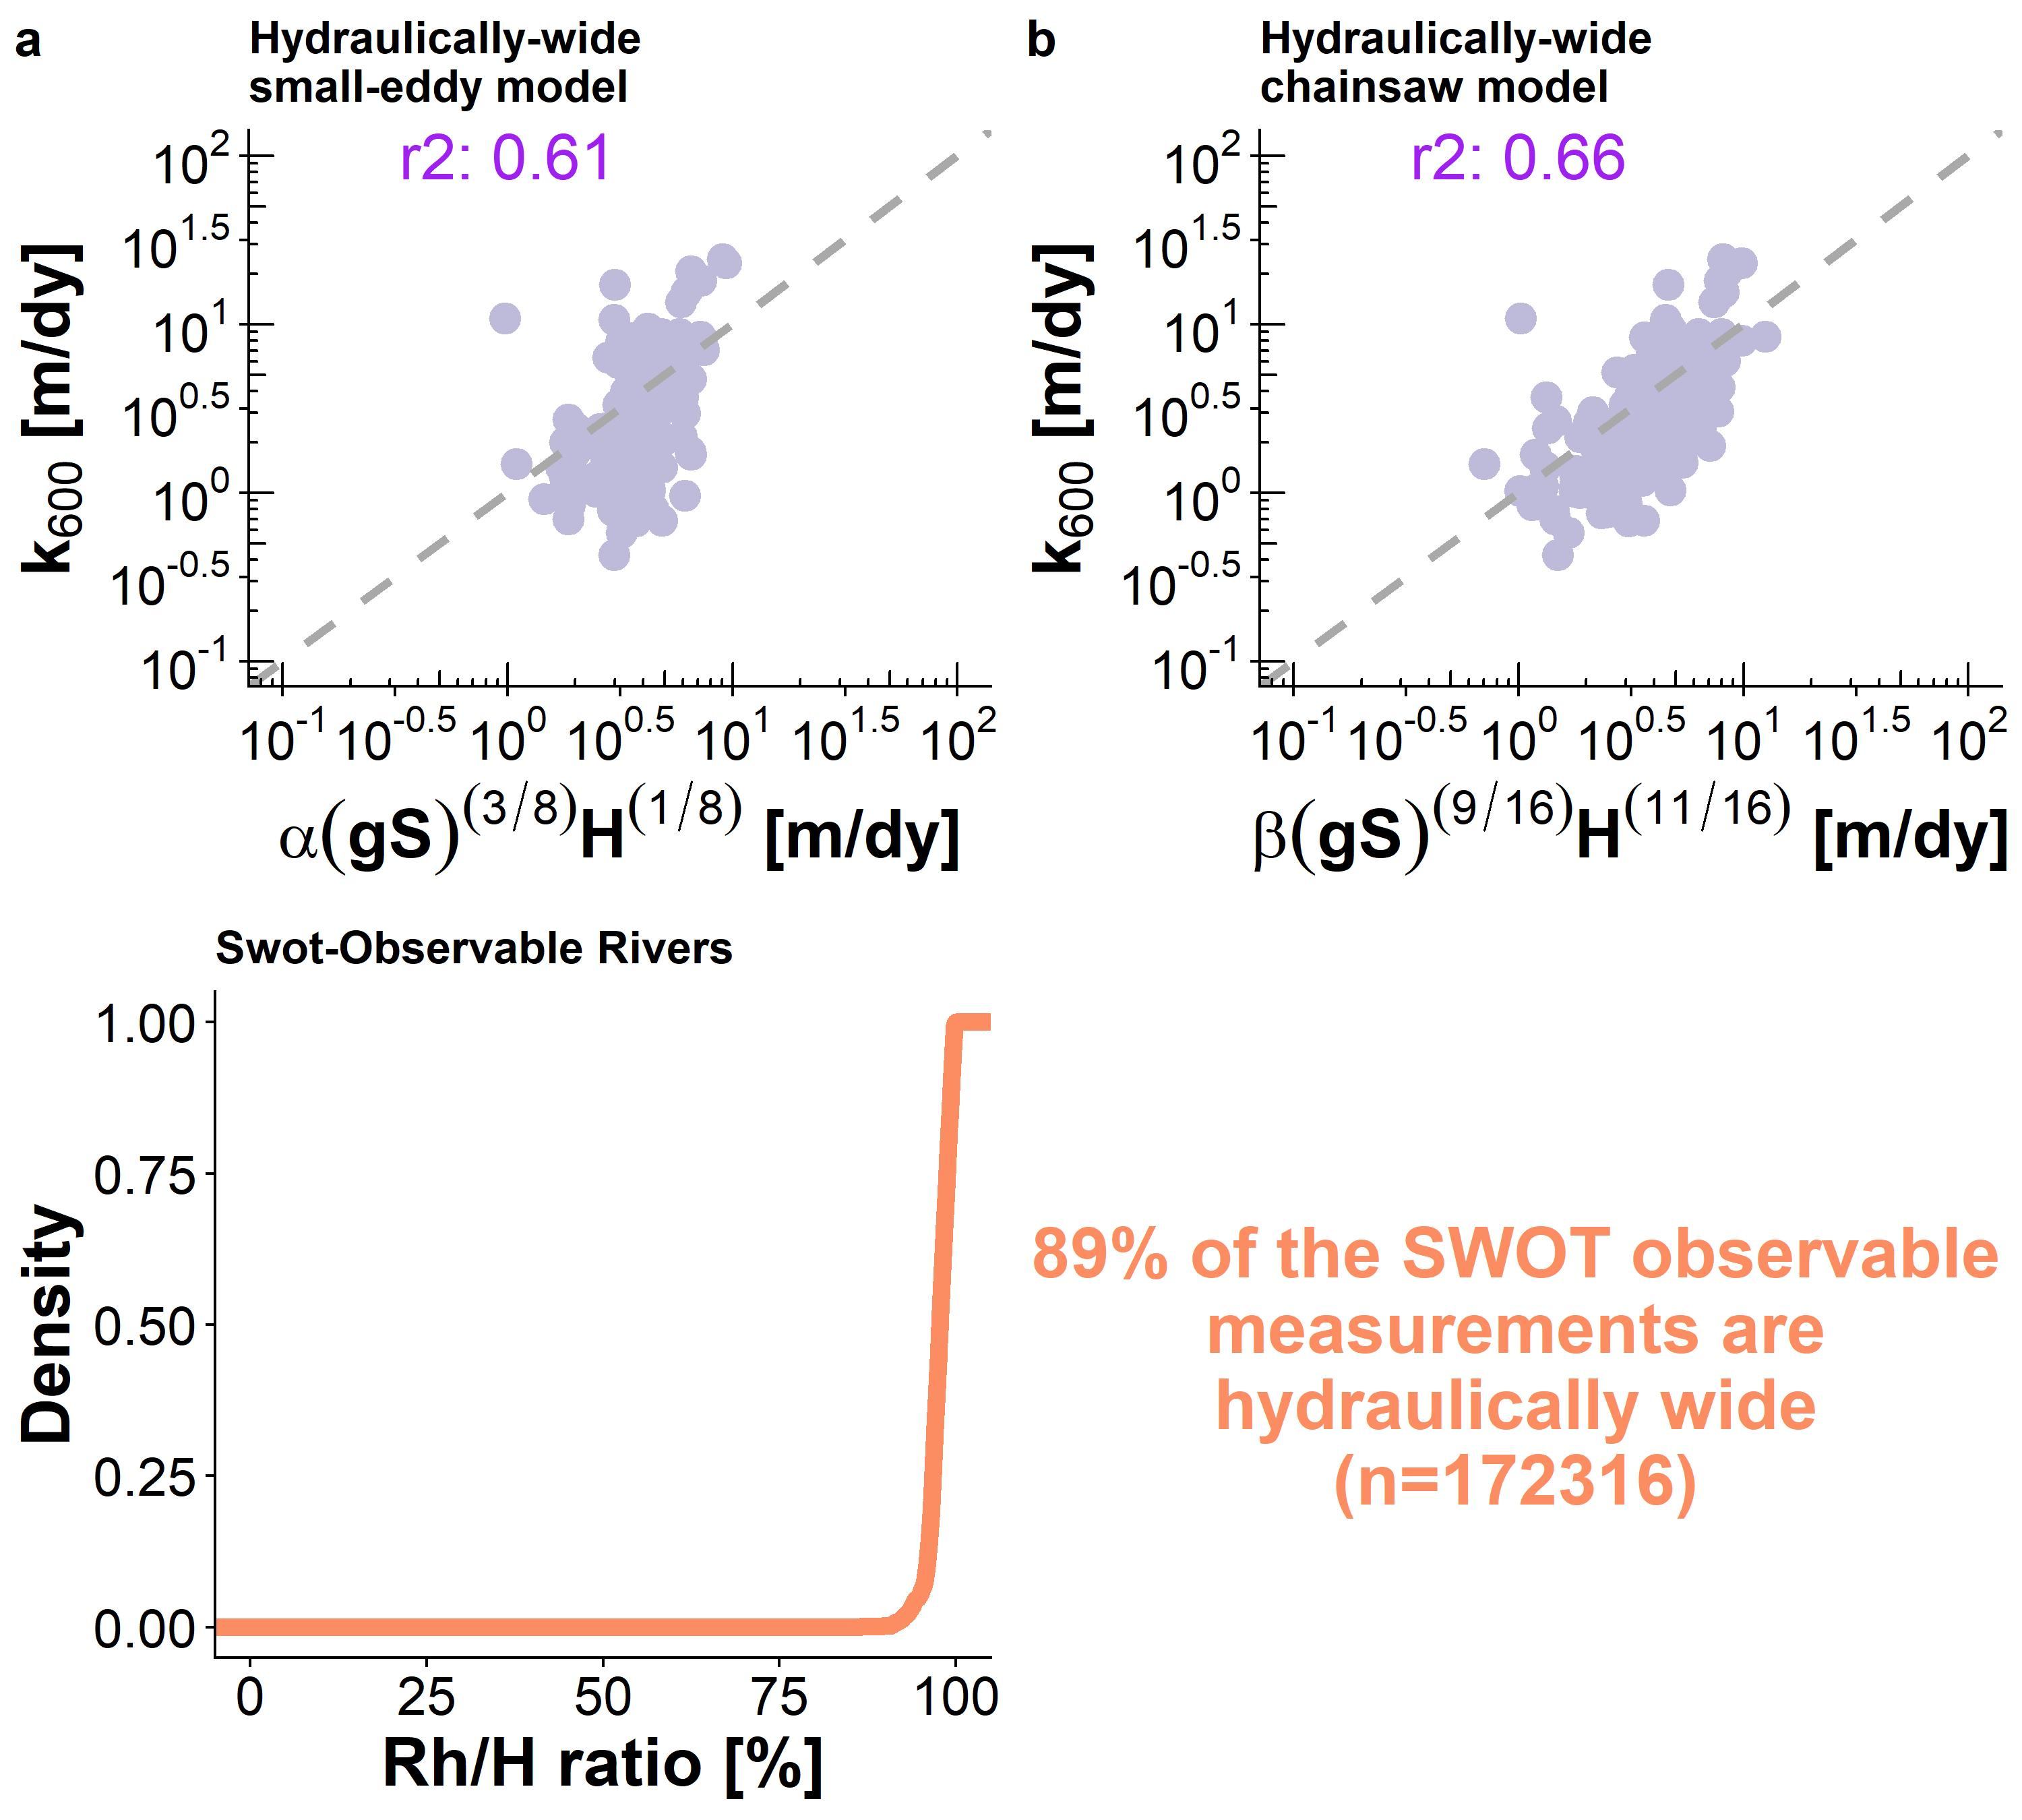 a
Hydraulically-wide
small-eddy model
r2: 0.61
10^2
10^1.5
10^1
10^0.5
10^0
10^-0.5
10^-1
k600 [m/dy]
10^-1 10^-0.5 10^0 10^0.5 10^1 10^1.5 10^2
α(gS)^(3/8)H^(1/8) [m/dy]
b
Hydraulically-wide
chainsaw model
r2: 0.66
10^2
10^1.5
10^1
10^0.5
10^0
10^-0.5
10^-1
k600 [m/dy]
10^-1 10^-0.5 10^0 10^0.5 10^1 10^1.5 10^2
β(gS)^(9/16)H^(11/16) [m/dy]
Swot-Observable Rivers
1.00
0.75
0.50
0.25
0.00
Density
0 25 50 75 100
Rh/H ratio [%]
89% of the SWOT observable
measurements are
hydraulically wide
(n=172316)